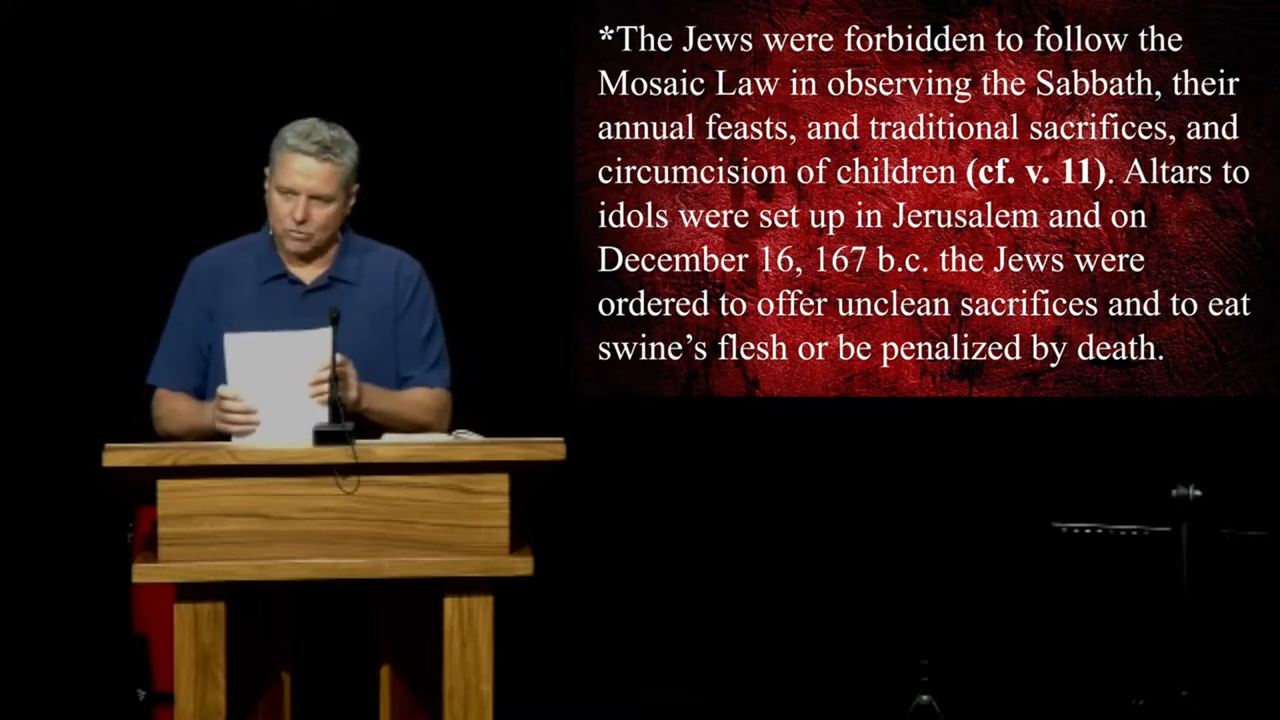 *The Jews were forbidden to follow the
Mosaic Law in observing the Sabbath, their
annual feasts, and traditional sacrifices, and
circumcision of children (cf. v. 11). Altars to
idols were set up in Jerusalem and on
December 16, 167 b.c. the Jews were
ordered to offer unclean sacrifices and to eat
swine’s flesh or be penalized by death.